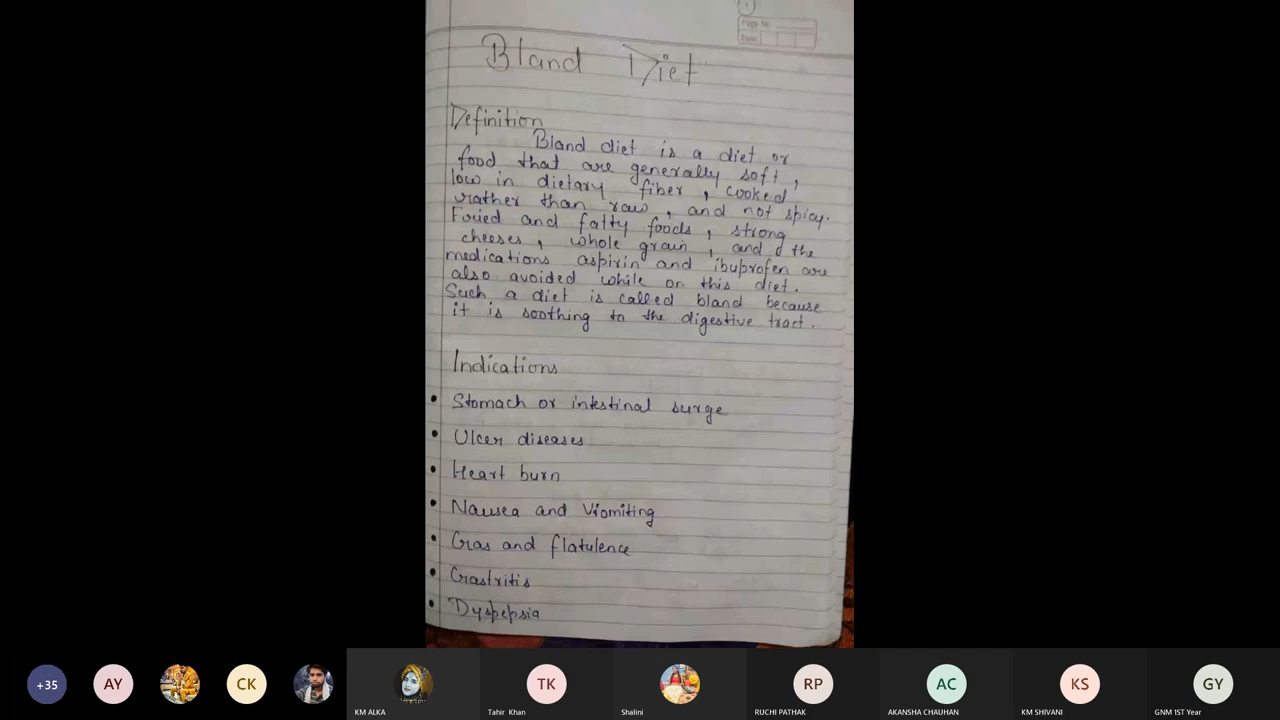 1
Page No.
Date
Bland Diet
Definition
Bland diet is a diet or
food that are generally soft,
low in dietary fiber, cooked
rather than raw, and not spicy.
Fried and fatty foods, strong
cheeses, whole grain, and the
medications aspirin and ibuprofen are
also avoided while on this diet.
Such a diet is called bland because
it is soothing to the digestive tract.
Indications
• Stomach or intestinal surge
• Ulcer diseases
• Heart burn
• Nausea and Viomiting
• Gas and flatulence
• Gastritis
• Dyspepsia
+35 AY CK TK RP AC KS GY
KM ALKA Tahir Khan Shalini RUCHI PATHAK AKANSHA CHAUHAN KM SHIVANI GNM 1ST Year